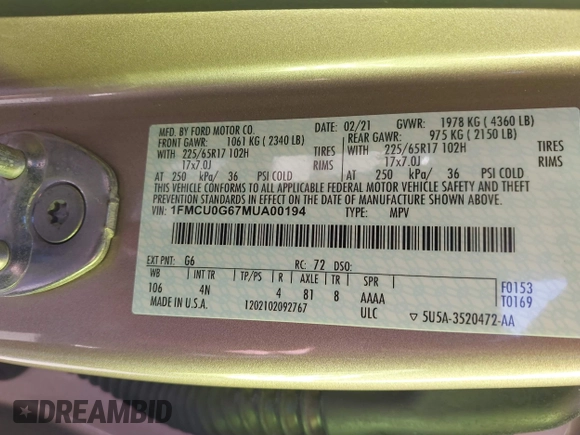 MFD. BY FORD MOTOR CO.
DATE: 02/21 GVWR: 1978 KG ( 4360 LB)
FRONT GAWR: 1061 KG ( 2340 LB)
REAR GAWR: 975 KG ( 2150 LB)
WITH 225/65R17 102H TIRES
WITH 225/65R17 102H TIRES
17x7.0J RIMS
17x7.0J RIMS
AT 250 kPa/ 36 PSI COLD
AT 250 kPa/ 36 PSI COLD
THIS VEHICLE CONFORMS TO ALL APPLICABLE FEDERAL MOTOR VEHICLE SAFETY AND THEFT
PREVENTION STANDARDS IN EFFECT ON THE DATE OF MANUFACTURE SHOWN ABOVE.
VIN: 1FMCU0G67MUA00194 TYPE: MPV
EXT PNT: G6 RC: 72 DSO:
WB INT TR TP/PS R AXLE TR SPR
106 4N 4 81 8 AAAA
F0153
T0169
MADE IN U.S.A. 1202102092767 ULC ▽ 5U5A-3520472-AA
DREAMBID